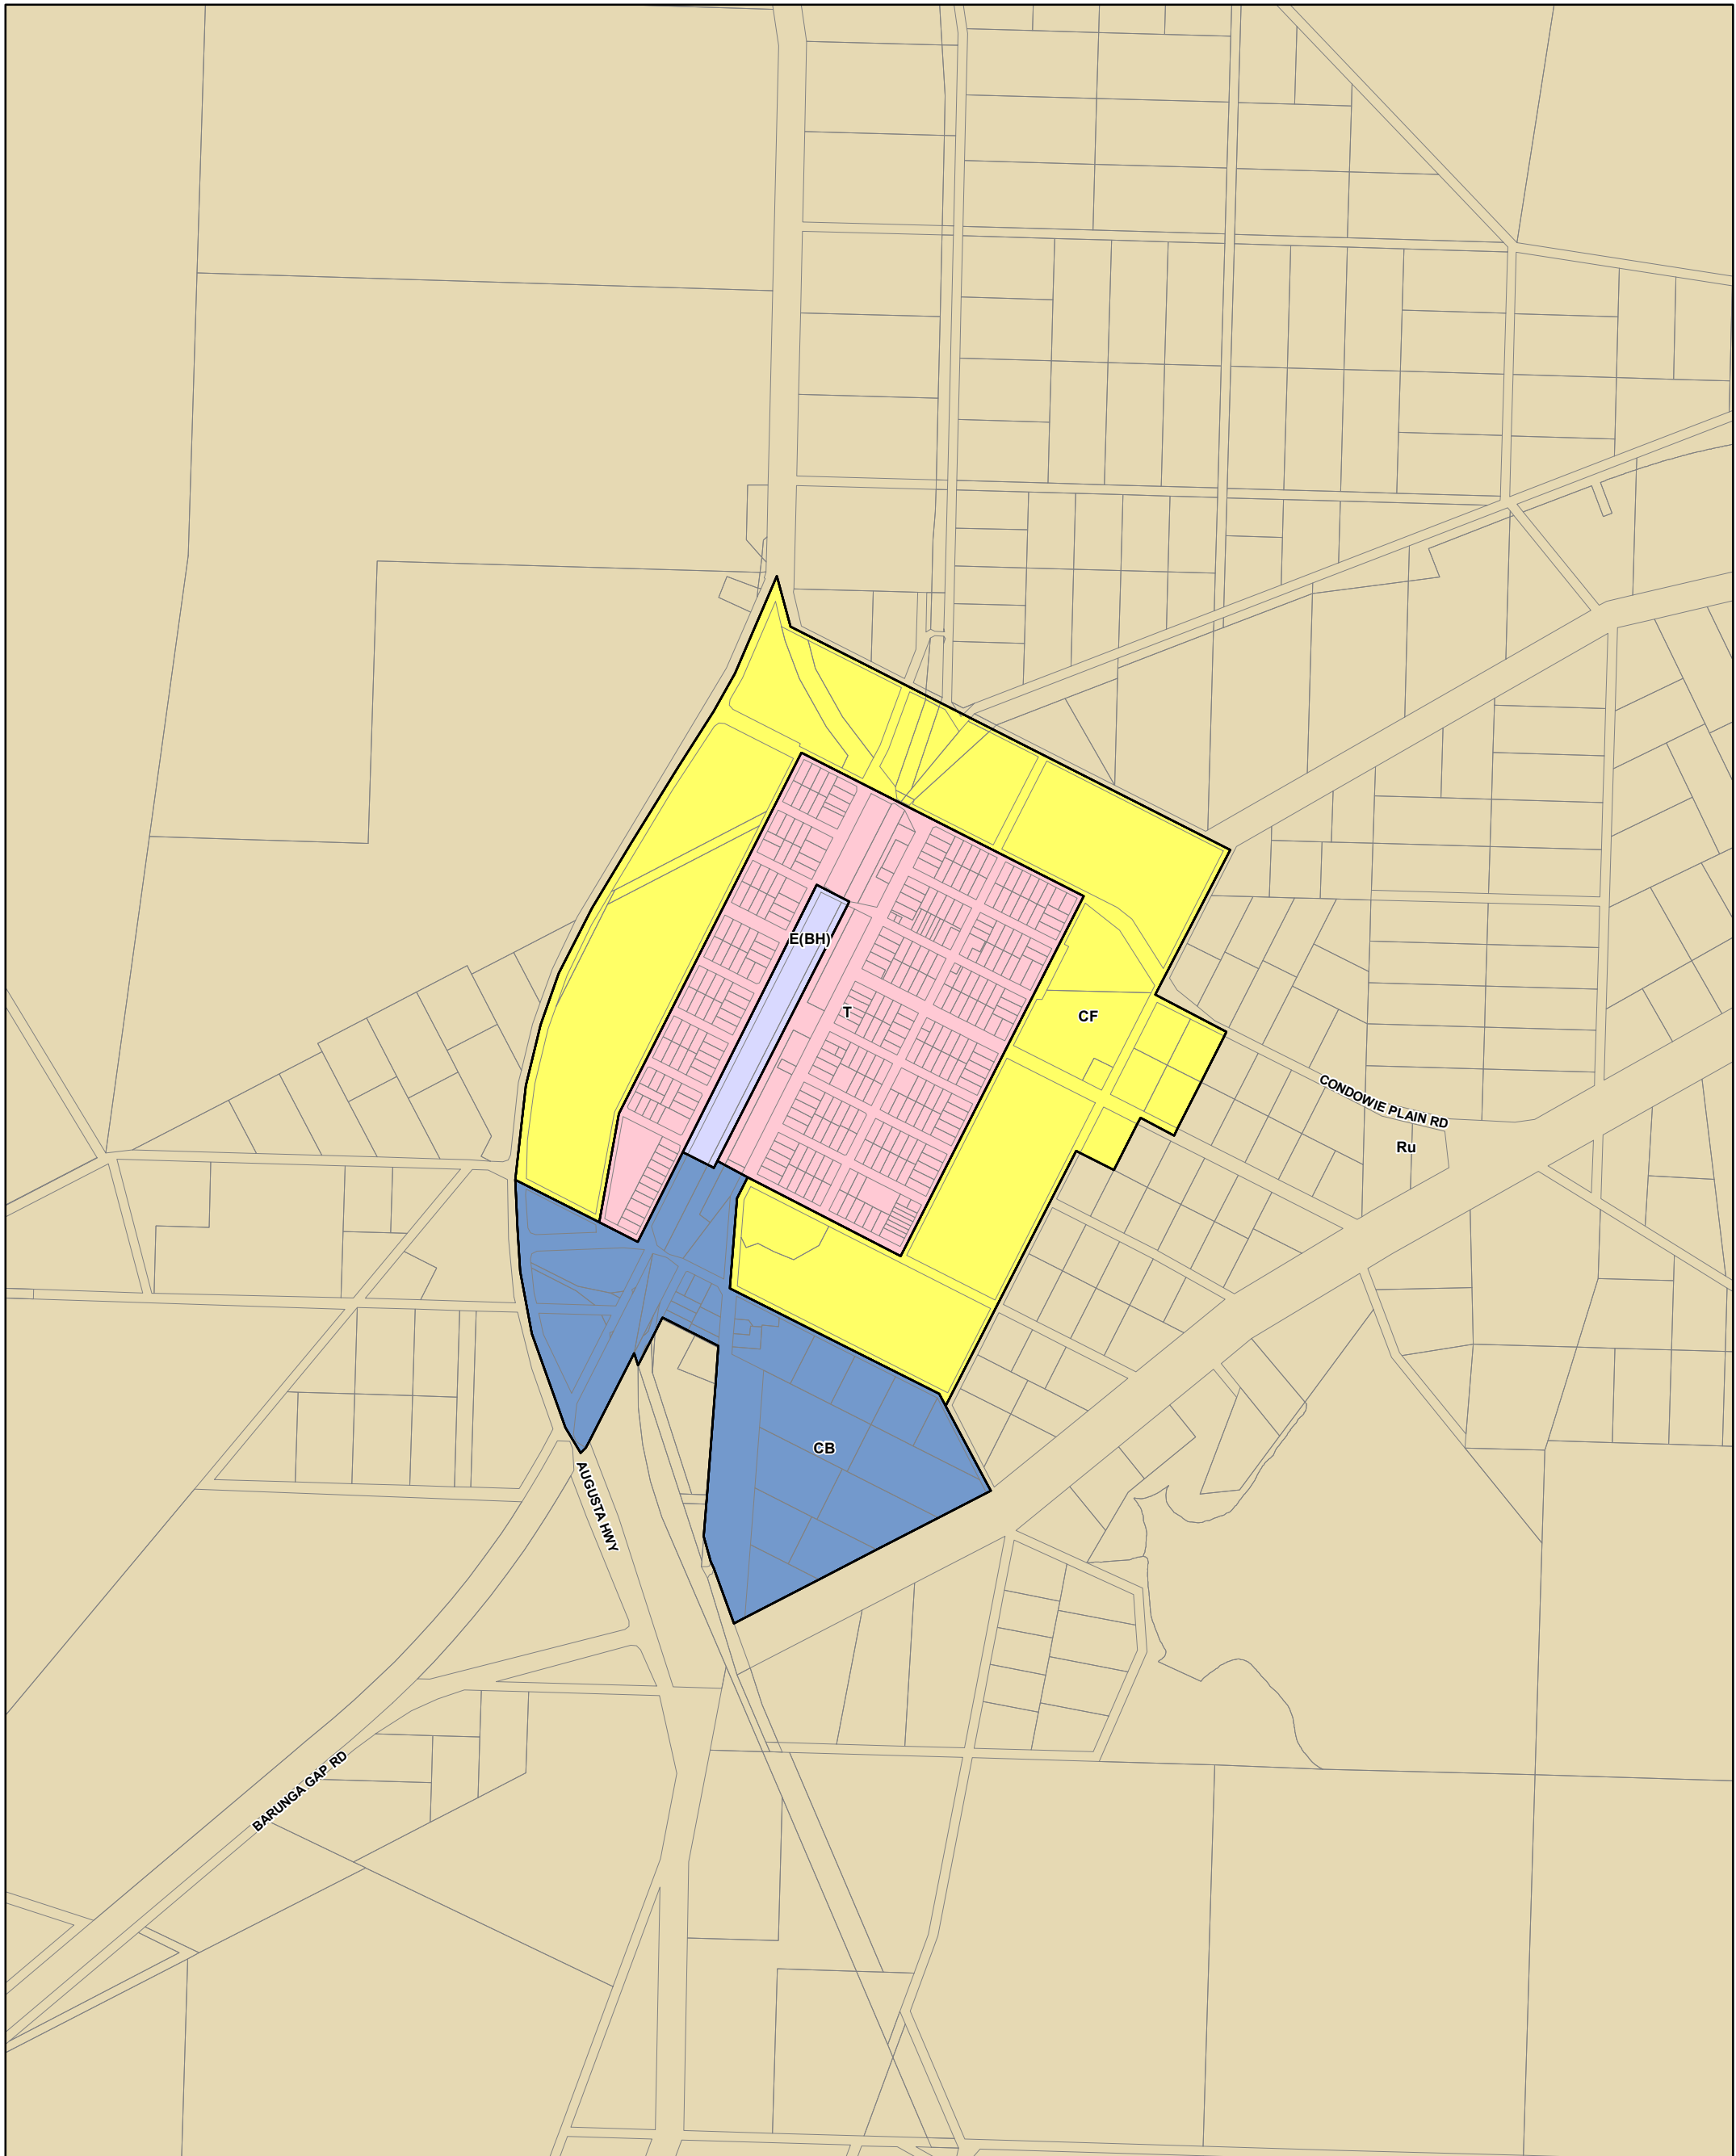 E(BH)
T
CF
CONDOWIE PLAIN RD
Ru
CB
AUGUSTA HWY
BARUNGA GAP RD